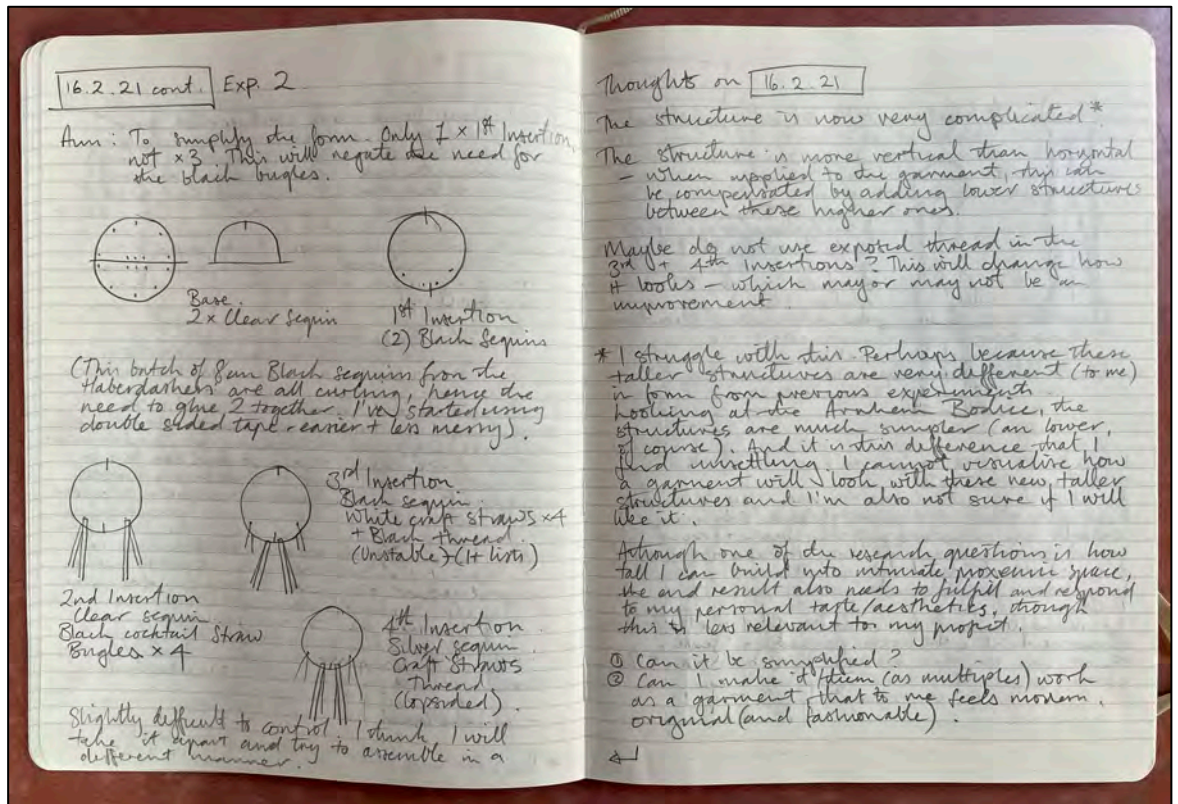 16.2.21 cont. Exp. 2
Aim: To simplify the form. Only 1 x 1st Insertion,
not x3. This will negate the need for
the black bugles.
Base.
2x Clear Sequin
1st Insertion
(2) Black Sequins
(This batch of 8mm Black sequins from the
Haberdashers are all curling, hence the
need to glue 2 together. I've started using
double sided tape - easier + less messy).
3rd Insertion
Black sequin.
White craft straws x4
+ Black thread.
(Unstable) - (It lists)
2nd Insertion
Clear sequin
Black cocktail straw
Bugles x 4
4th Insertion
Silver sequin
Craft Straws
Thread
(Lopsided).
Slightly difficult to control. I think I will
take it apart and try to assemble in a
different manner.
Thoughts on 16.2.21
The structure is now very complicated *
The structure is more vertical than horizontal
- when applied to the garment, this can
be compensated by adding lower structures
between these higher ones.
Maybe do not use exposed thread in the
3rd + 4th Insertions? This will change how
it looks - which may or may not be an
improvement
* I struggle with this. Perhaps because these
taller structures are very different (to me)
in form from previous experiments
Looking at the Arnhem Bodice, the
structures are much simpler (an lower,
of course). And it is this difference that I
find unsettling. I cannot visualise how
a garment will look with these new, taller
structures and I'm also not sure if I will
like it.
Although one of the research questions is how
tall I can build into intimate proxemic space,
the end result also needs to fulfil and respond
to my personal taste/aesthetics, though
this is less relevant for my project.
① Can it be simplified?
② Can I make it/them (as multiples) work
as a garment, that to me feels modern,
original (and fashionable).